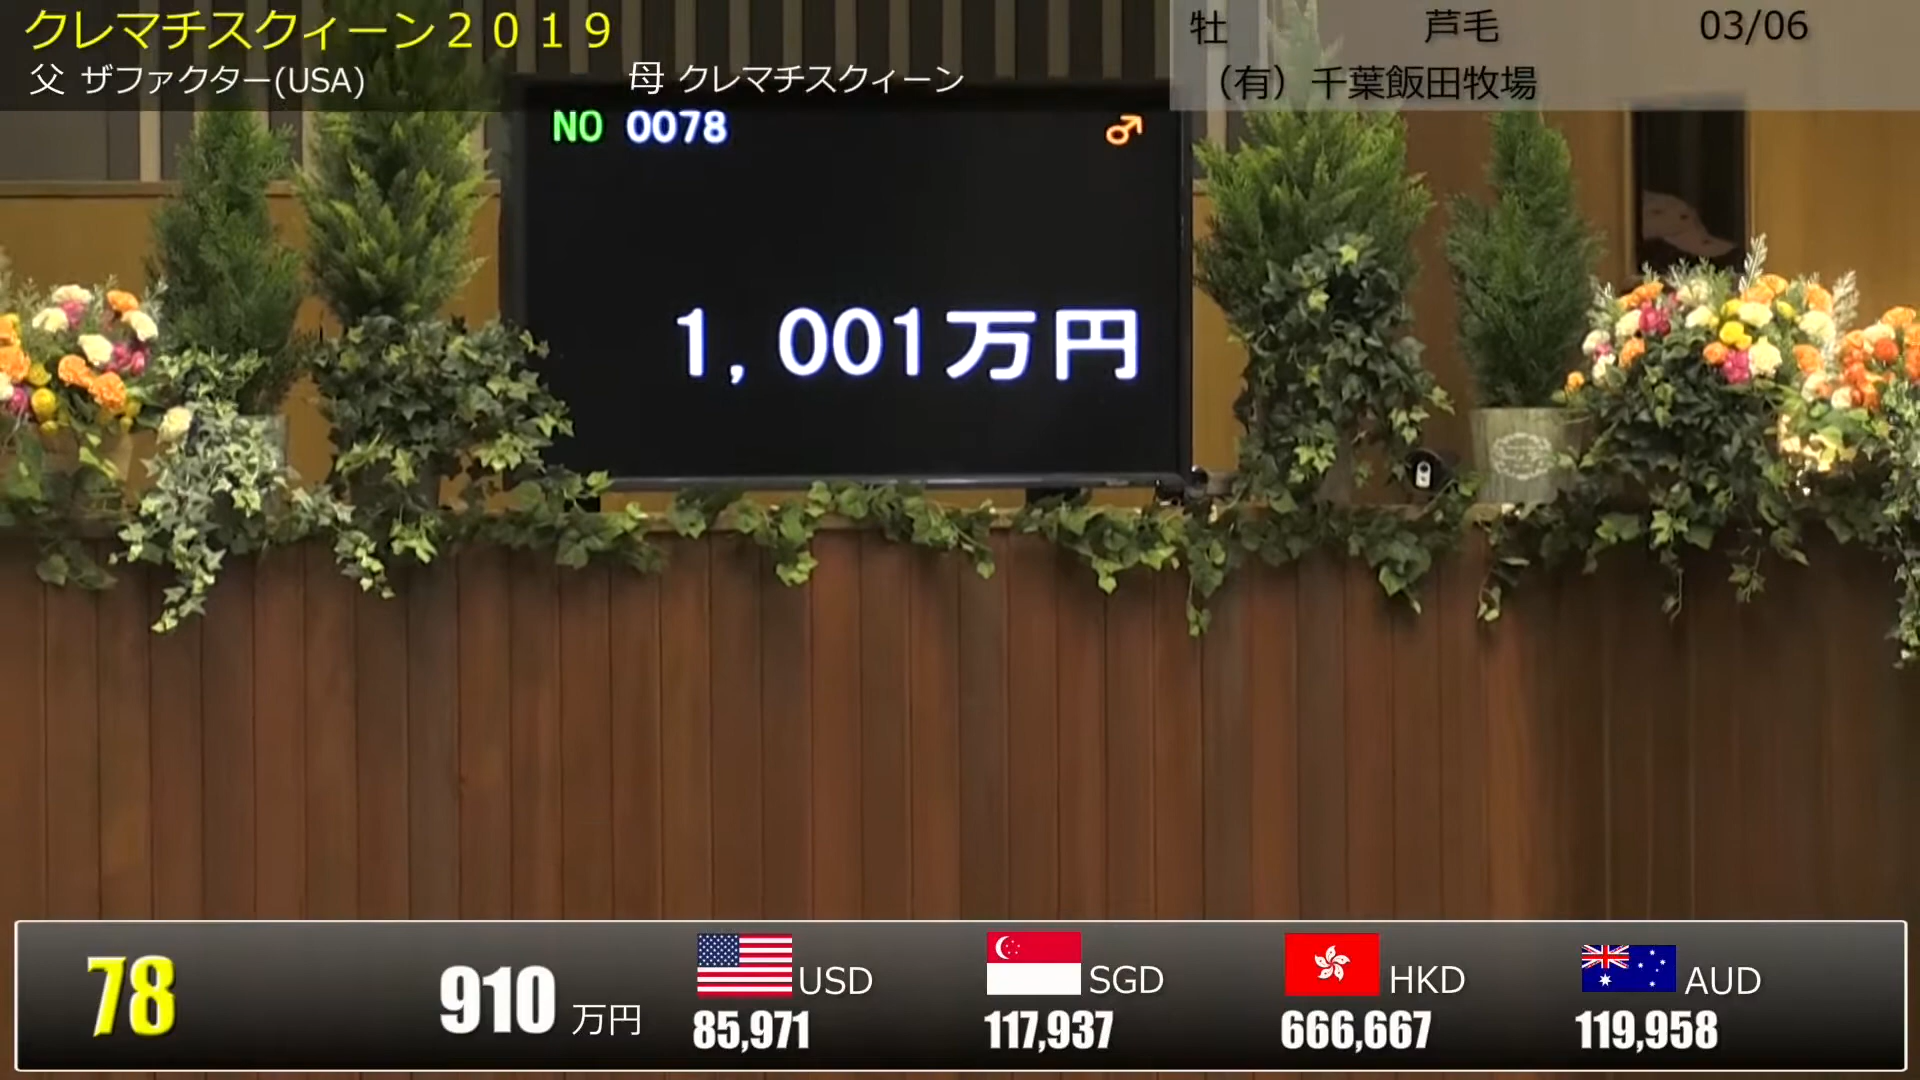 クレマチスクィーン２０１９
父 ザファクター(USA)
母 クレマチスクィーン
牡 芦毛 03/06
（有）千葉飯田牧場
NO 0078 ♂
1,001万円
78
910 万円
USD
85,971
SGD
117,937
HKD
666,667
AUD
119,958